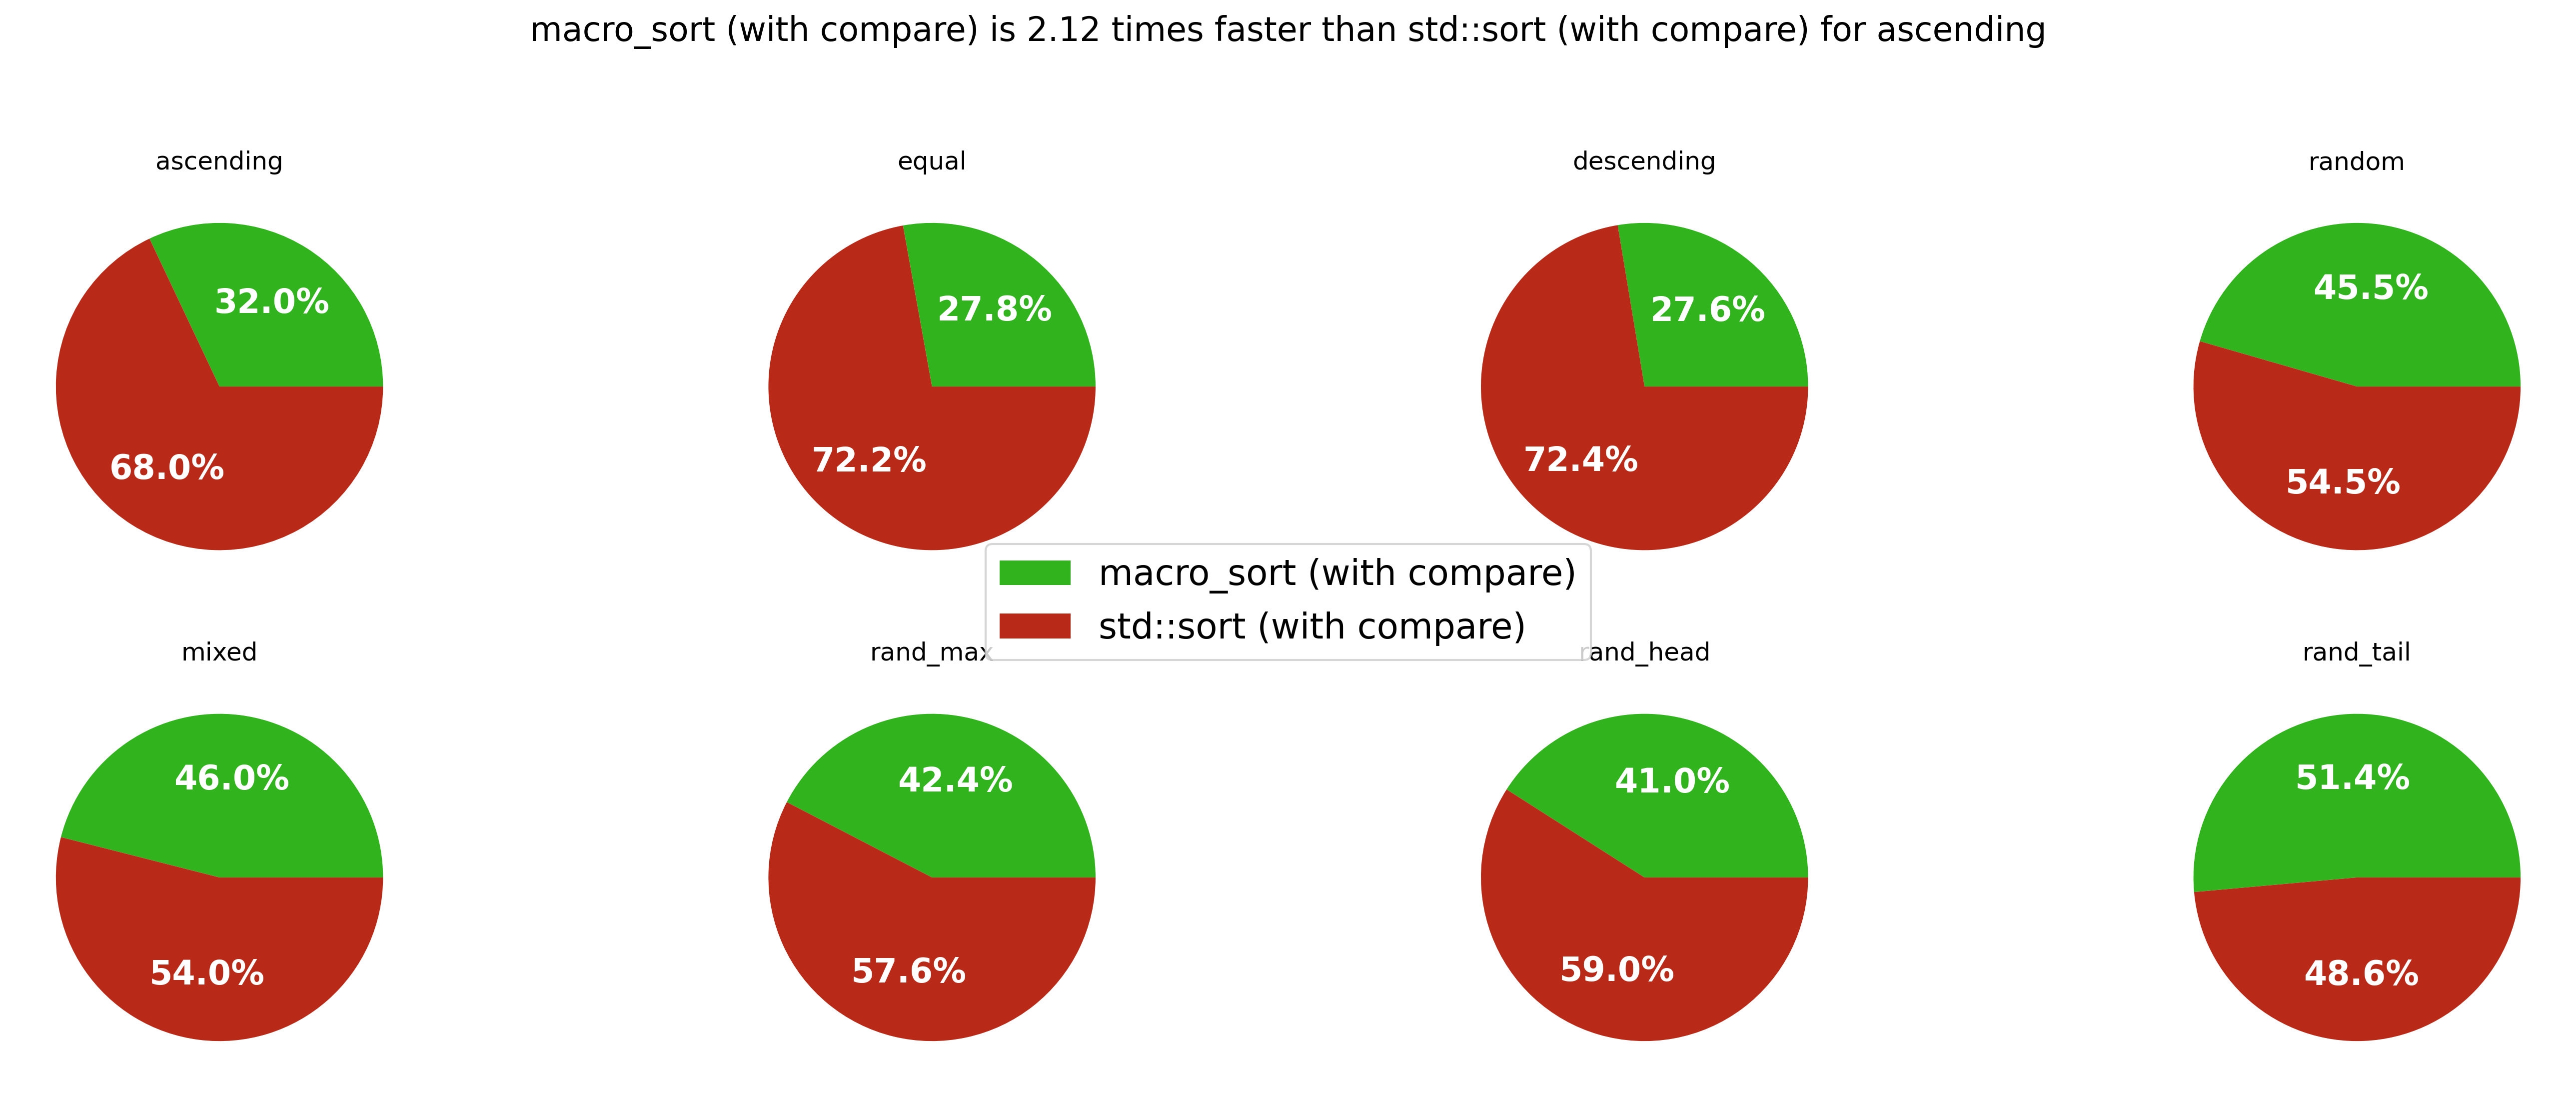 macro_sort (with compare) is 2.12 times faster than std::sort (with compare) for ascending
ascending
equal
descending
random
32.0%
68.0%
27.8%
72.2%
27.6%
72.4%
45.5%
54.5%
macro_sort (with compare)
std::sort (with compare)
mixed
rand_max
rand_head
rand_tail
46.0%
54.0%
42.4%
57.6%
41.0%
59.0%
51.4%
48.6%